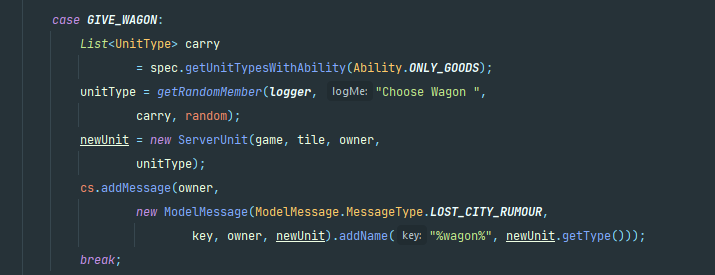 case GIVE_WAGON:
List<UnitType> carry
= spec.getUnitTypesWithAbility(Ability.ONLY_GOODS);
unitType = getRandomMember(logger, logMe: "Choose Wagon ",
carry, random);
newUnit = new ServerUnit(game, tile, owner,
unitType);
cs.addMessage(owner,
new ModelMessage(ModelMessage.MessageType.LOST_CITY_RUMOUR,
key, owner, newUnit).addName( key: "%wagon%", newUnit.getType()));
break;